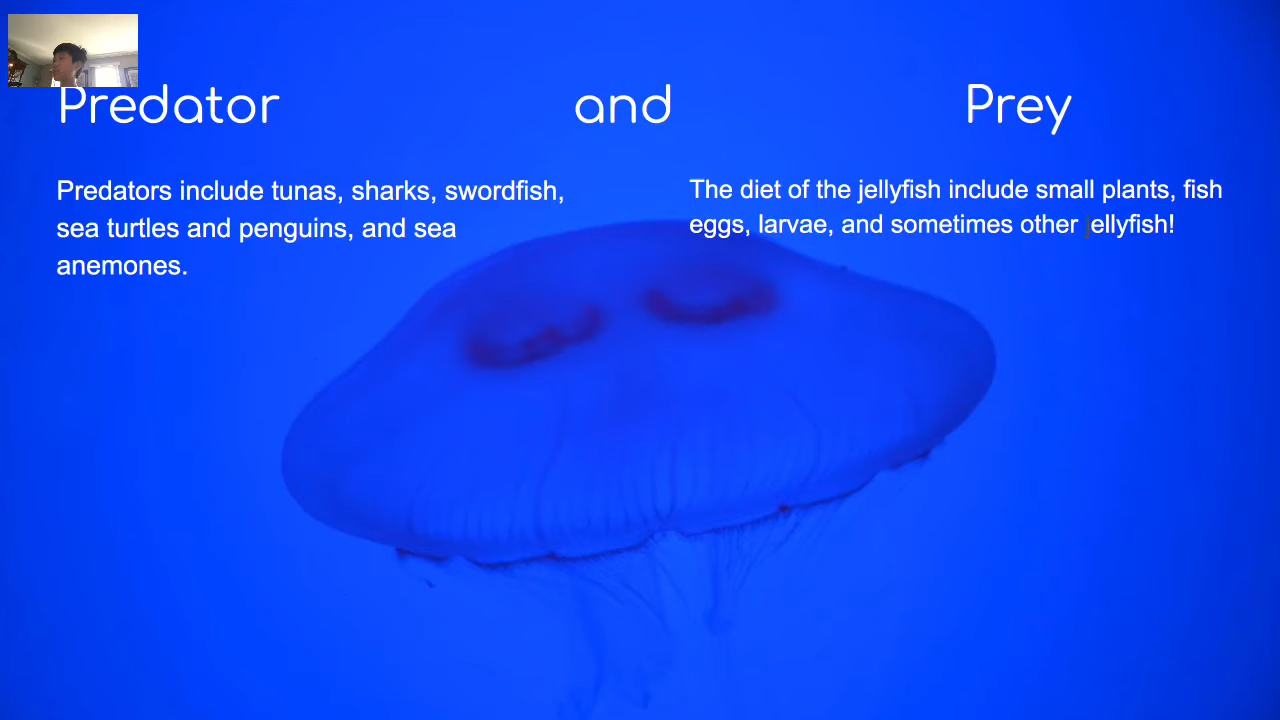 Predator and Prey
Predators include tunas, sharks, swordfish,
sea turtles and penguins, and sea
anemones.
The diet of the jellyfish include small plants, fish
eggs, larvae, and sometimes other jellyfish!